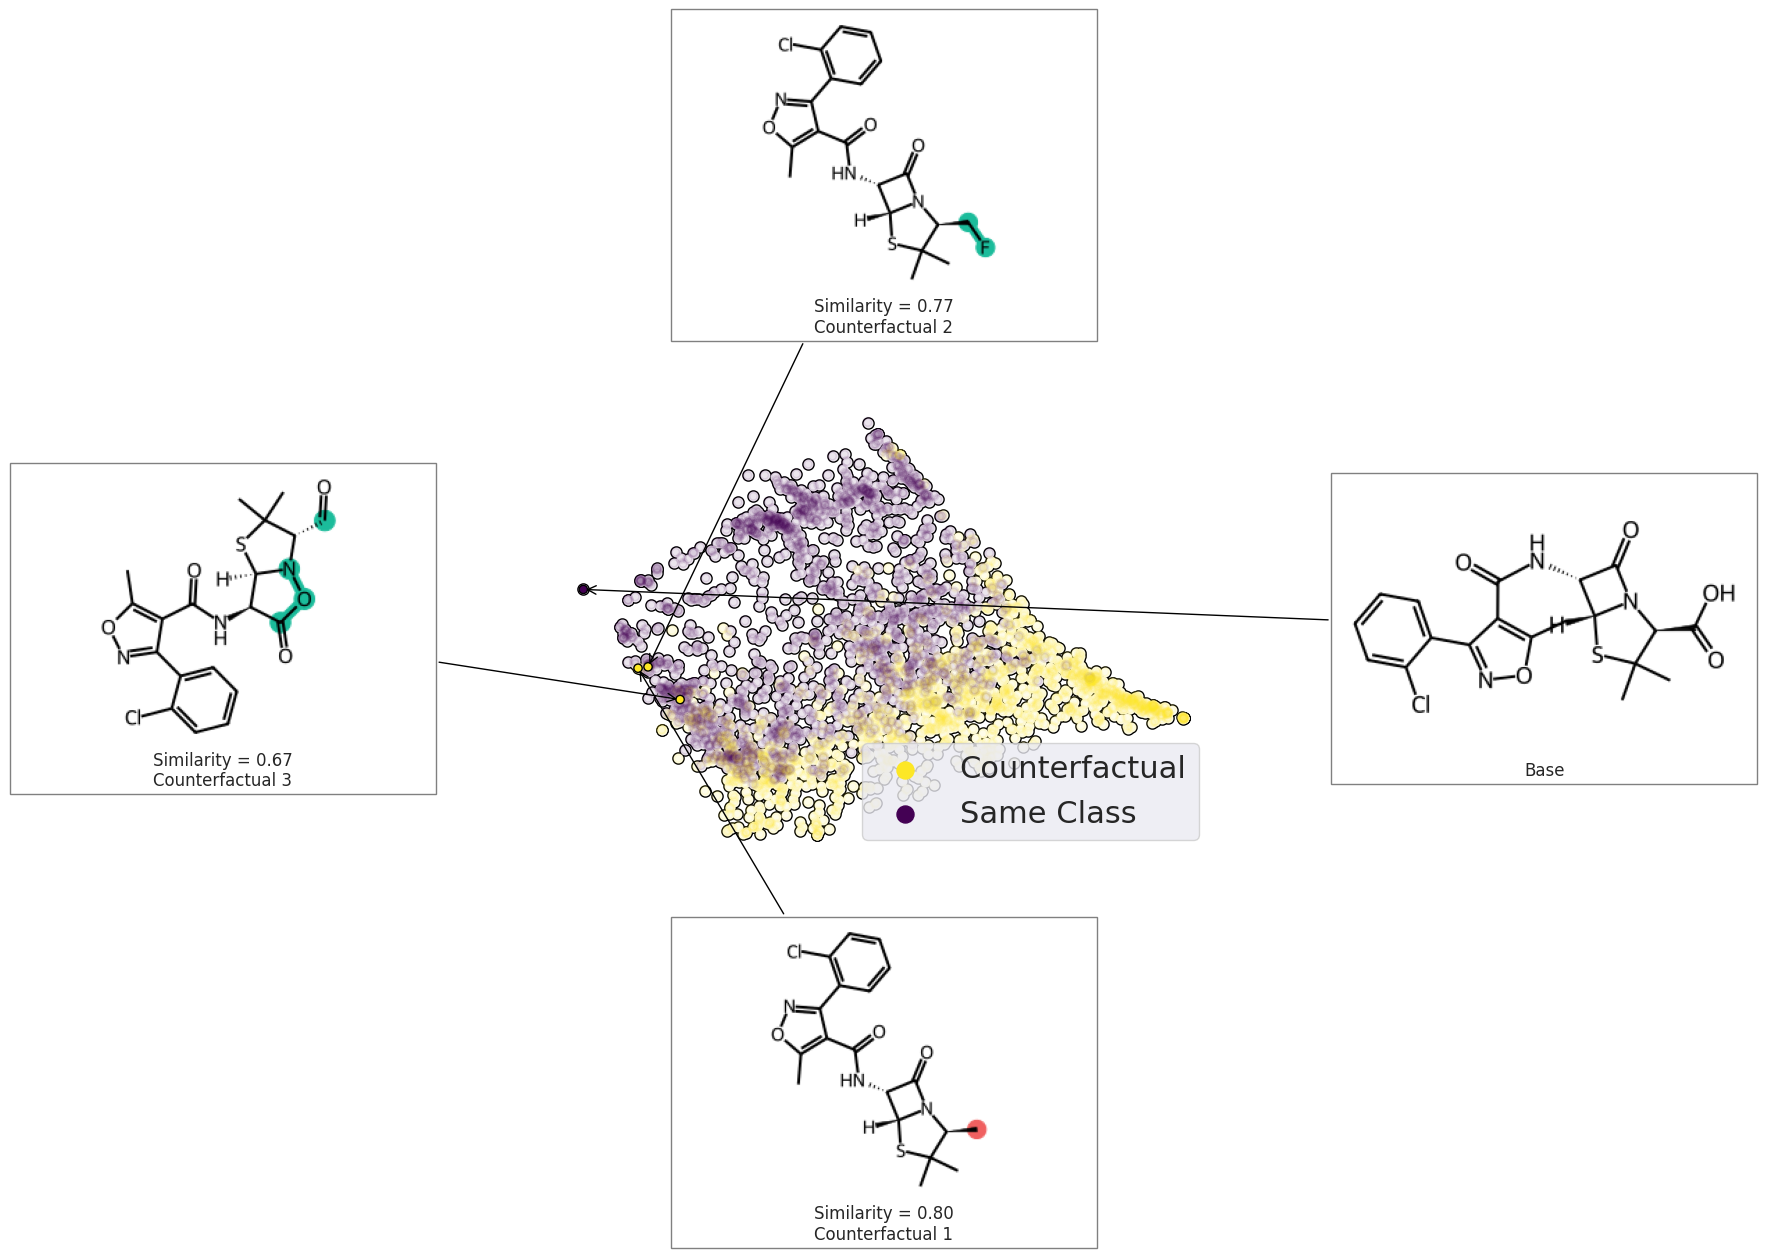 Cl
N
O
O
HN
O
N
H
S
F
Similarity = 0.77
Counterfactual 2
O
S
N
H
O
O
O
N
H
O
N
Cl
Similarity = 0.67
Counterfactual 3
O
H
N
O
N
OH
H
S
O
N
O
Cl
Base
Counterfactual
Same Class
Cl
N
O
O
HN
O
N
H
S
Similarity = 0.80
Counterfactual 1